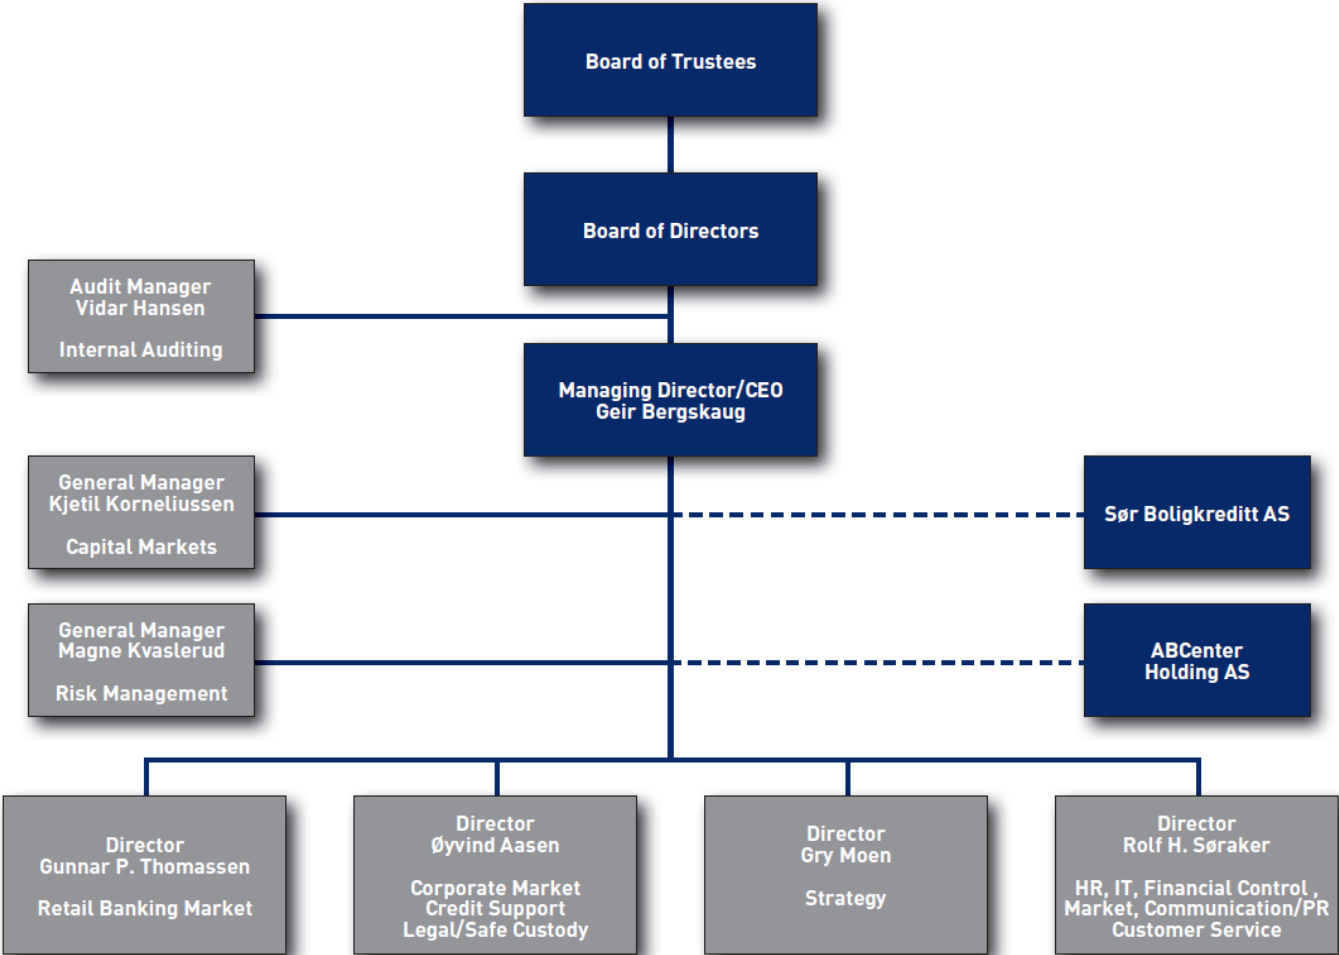 Board of Trustees
Board of Directors
Audit Manager
Vidar Hansen
Internal Auditing
Managing Director/CEO
Geir Bergskaug
General Manager
Kjetil Korneliussen
Capital Markets
Sør Boligkreditt AS
General Manager
Magne Kvaslerud
Risk Management
ABCenter
Holding AS
Director
Gunnar P. Thomassen
Retail Banking Market
Director
Øyvind Aasen
Corporate Market
Credit Support
Legal/Safe Custody
Director
Gry Moen
Strategy
Director
Rolf H. Søraker
HR, IT, Financial Control ,
Market, Communication/PR
Customer Service